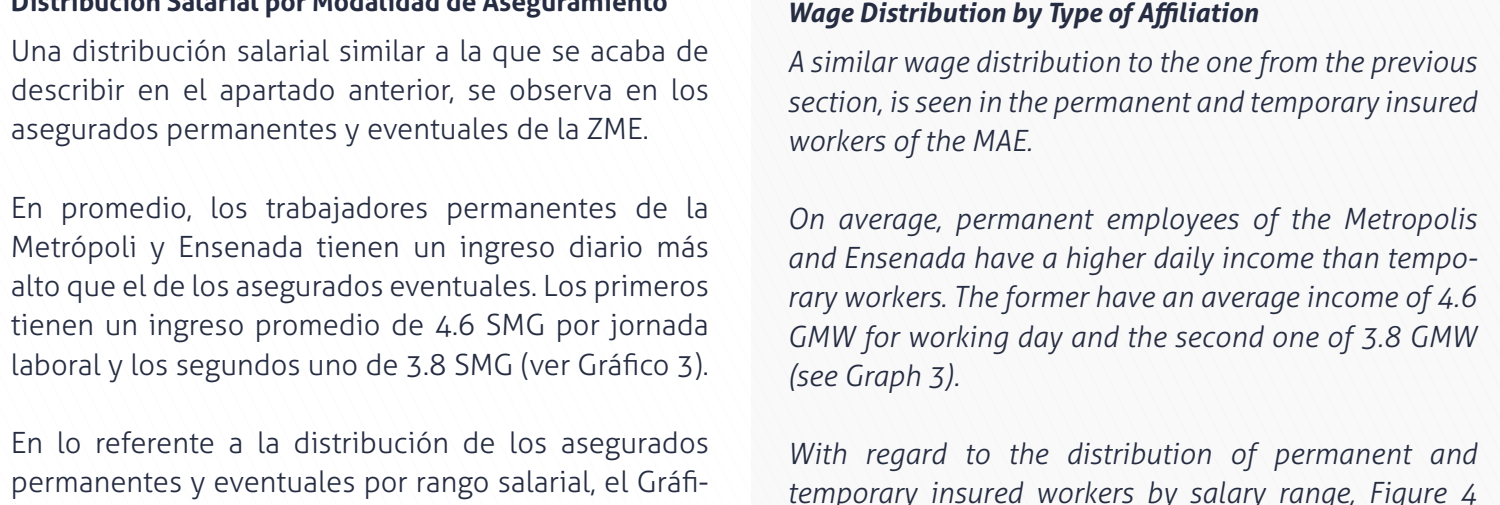 Distribución Salarial por Modalidad de Aseguramiento
Una distribución salarial similar a la que se acaba de
describir en el apartado anterior, se observa en los
asegurados permanentes y eventuales de la ZME.
En promedio, los trabajadores permanentes de la
Metrópoli y Ensenada tienen un ingreso diario más
alto que el de los asegurados eventuales. Los primeros
tienen un ingreso promedio de 4.6 SMG por jornada
laboral y los segundos uno de 3.8 SMG (ver Gráfico 3).
En lo referente a la distribución de los asegurados
permanentes y eventuales por rango salarial, el Gráfi-
Wage Distribution by Type of Affiliation
A similar wage distribution to the one from the previous
section, is seen in the permanent and temporary insured
workers of the MAE.
On average, permanent employees of the Metropolis
and Ensenada have a higher daily income than tempo-
rary workers. The former have an average income of 4.6
GMW for working day and the second one of 3.8 GMW
(see Graph 3).
With regard to the distribution of permanent and
temporary insured workers by salary range, Figure 4